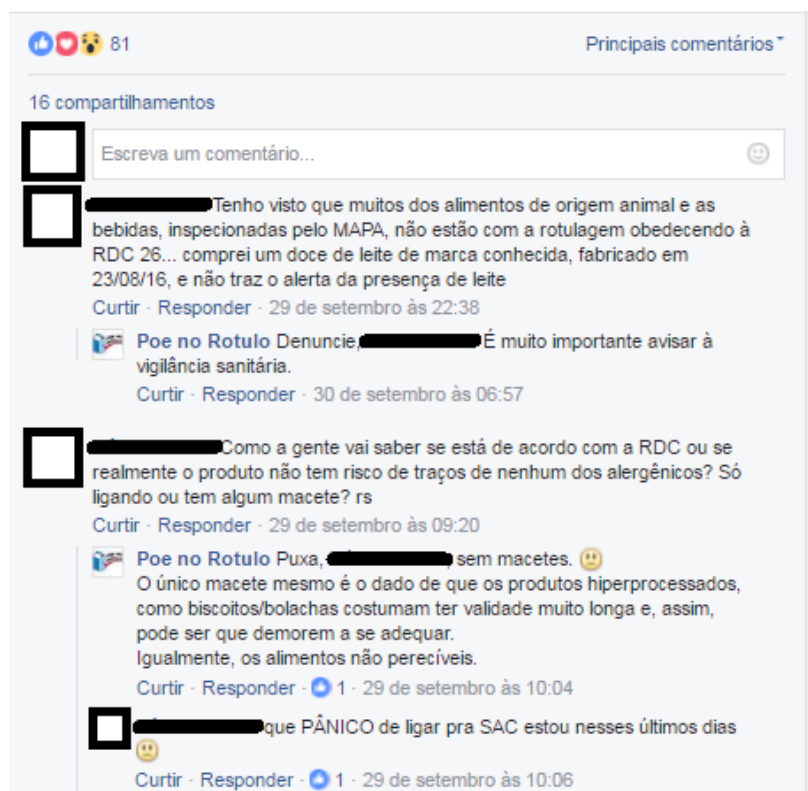 81 Principais comentários
16 compartilhamentos
Escreva um comentário...
Tenho visto que muitos dos alimentos de origem animal e as
bebidas, inspecionadas pelo MAPA, não estão com a rotulagem obedecendo à
RDC 26... comprei um doce de leite de marca conhecida, fabricado em
23/08/16, e não traz o alerta da presença de leite
Curtir · Responder · 29 de setembro às 22:38
Poe no Rotulo Denuncie, É muito importante avisar à
vigilância sanitária.
Curtir · Responder · 30 de setembro às 06:57
Como a gente vai saber se está de acordo com a RDC ou se
realmente o produto não tem risco de traços de nenhum dos alergênicos? Só
ligando ou tem algum macete? rs
Curtir · Responder · 29 de setembro às 09:20
Poe no Rotulo Puxa, sem macetes.
O único macete mesmo é o dado de que os produtos hiperprocessados,
como biscoitos/bolachas costumam ter validade muito longa e, assim,
pode ser que demorem a se adequar.
Igualmente, os alimentos não perecíveis.
Curtir · Responder · 1 · 29 de setembro às 10:04
que PÂNICO de ligar pra SAC estou nesses últimos dias
Curtir · Responder · 1 · 29 de setembro às 10:06